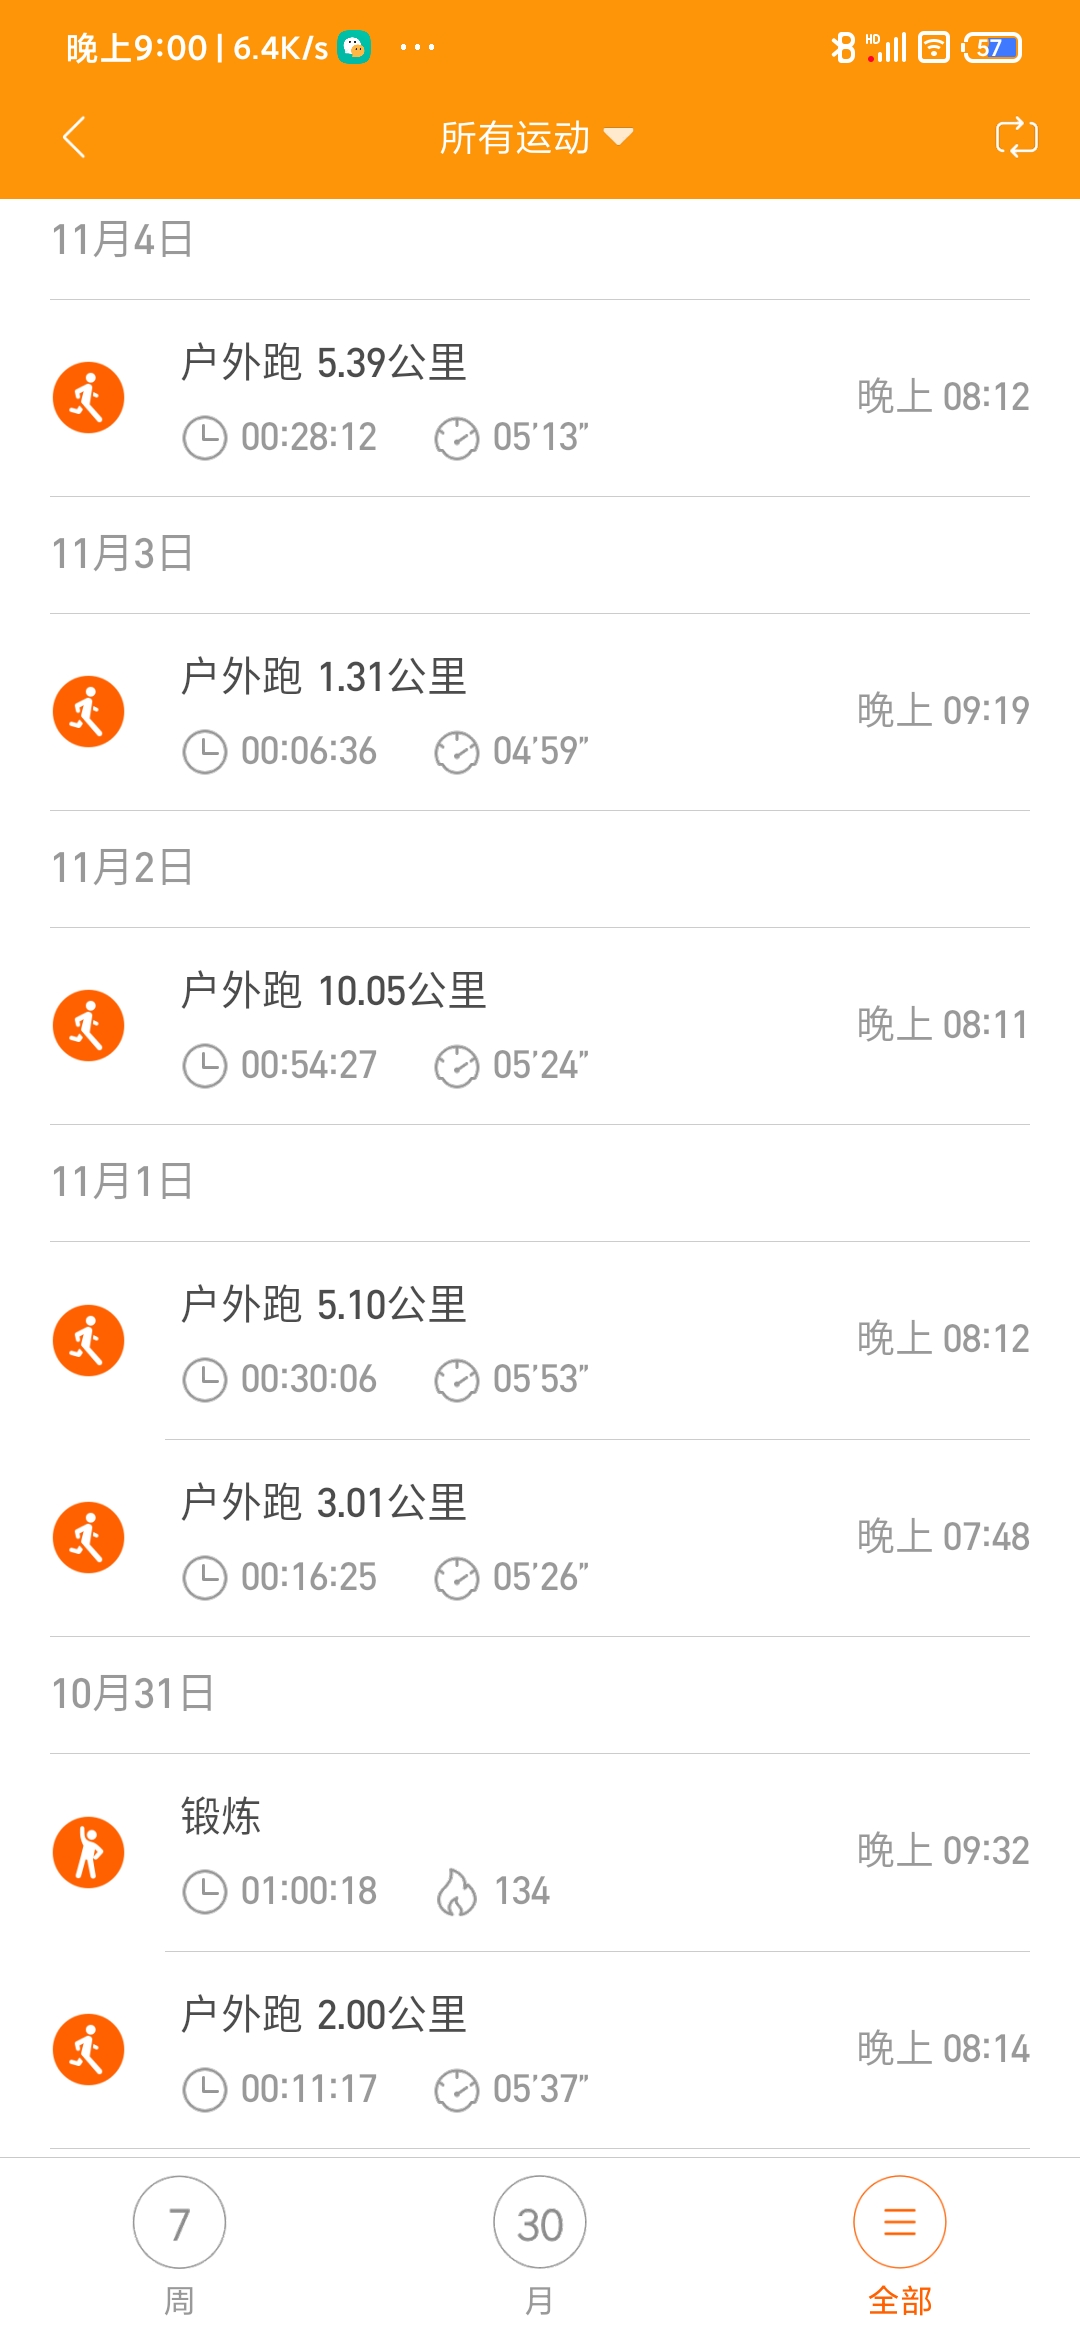 晚上9:00 | 6.4K/s ···
HD 57
所有运动
11月4日
户外跑 5.39公里
00:28:12 05'13"
晚上 08:12
11月3日
户外跑 1.31公里
00:06:36 04'59"
晚上 09:19
11月2日
户外跑 10.05公里
00:54:27 05'24"
晚上 08:11
11月1日
户外跑 5.10公里
00:30:06 05'53"
晚上 08:12
户外跑 3.01公里
00:16:25 05'26"
晚上 07:48
10月31日
锻炼
01:00:18 134
晚上 09:32
户外跑 2.00公里
00:11:17 05'37"
晚上 08:14
7 30
周 月 全部